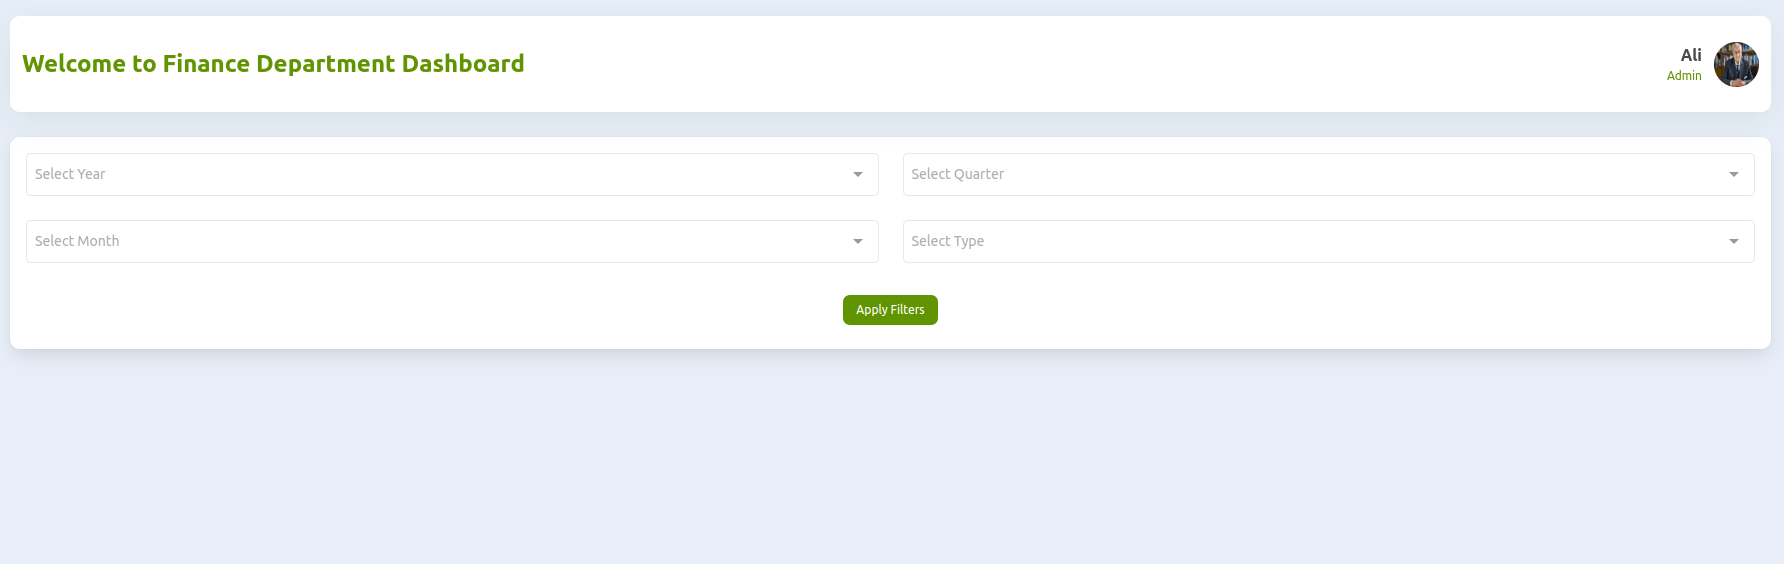 Welcome to Finance Department Dashboard
Ali
Admin
Select Year
Select Quarter
Select Month
Select Type
Apply Filters